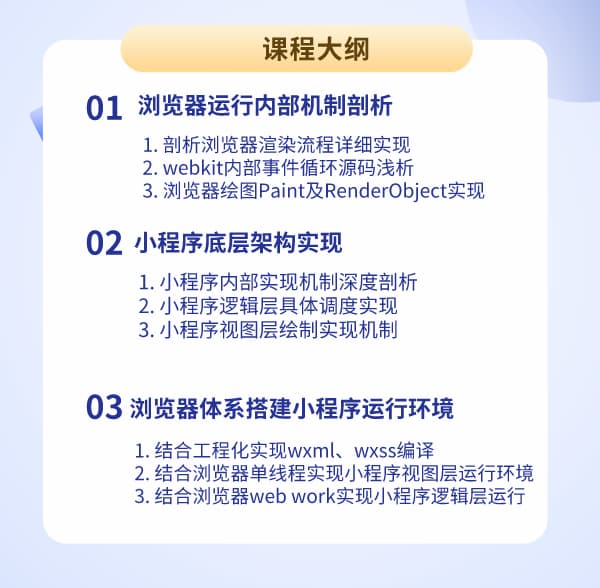 课程大纲
01 浏览器运行内部机制剖析
1. 剖析浏览器渲染流程详细实现
2. webkit内部事件循环源码浅析
3. 浏览器绘图Paint及RenderObject实现
02 小程序底层架构实现
1. 小程序内部实现机制深度剖析
2. 小程序逻辑层具体调度实现
3. 小程序视图层绘制实现机制
03 浏览器体系搭建小程序运行环境
1. 结合工程化实现wxml、wxss编译
2. 结合浏览器单线程实现小程序视图层运行环境
3. 结合浏览器web work实现小程序逻辑层运行